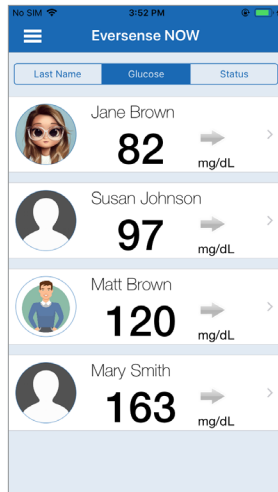 No SIM 3:52 PM
Eversense NOW
Last Name Glucose Status
Jane Brown
82
mg/dL
Susan Johnson
97
mg/dL
Matt Brown
120
mg/dL
Mary Smith
163
mg/dL